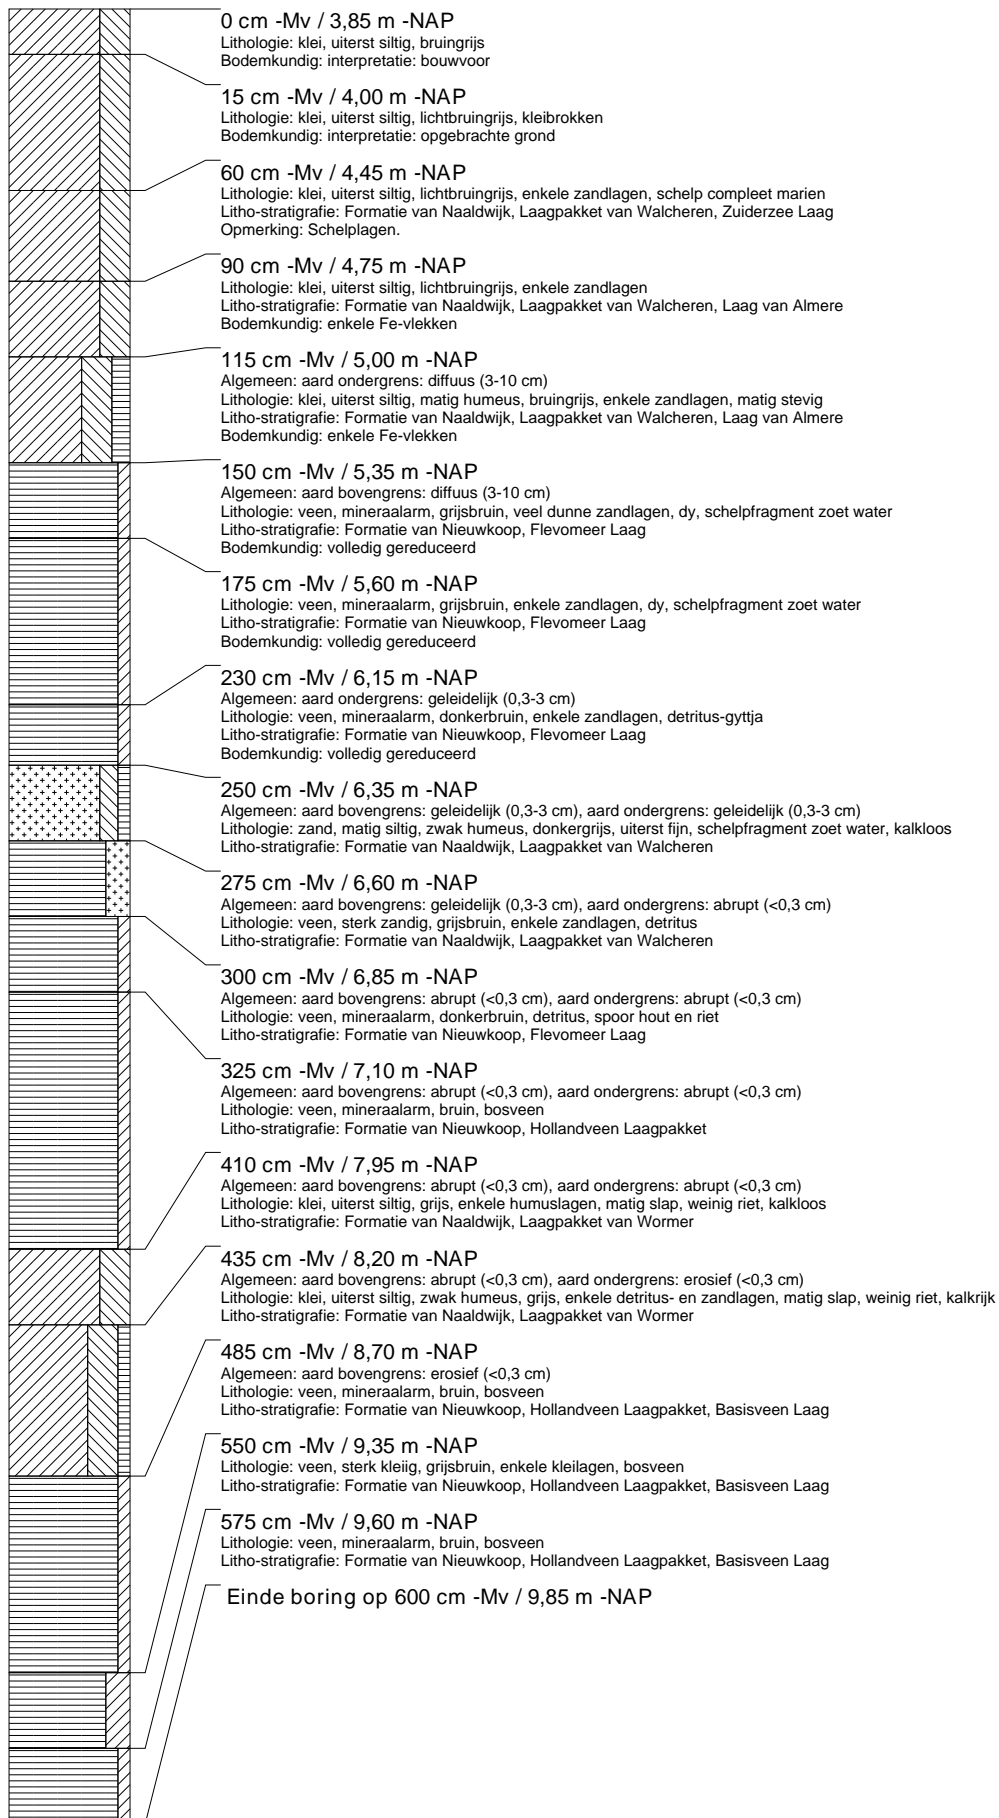 0 cm -Mv / 3,85 m -NAP
Lithologie: klei, uiterst siltig, bruingrijs
Bodemkundig: interpretatie: bouwvoor
15 cm -Mv / 4,00 m -NAP
Lithologie: klei, uiterst siltig, lichtbruingrijs, kleibrokken
Bodemkundig: interpretatie: opgebrachte grond
60 cm -Mv / 4,45 m -NAP
Lithologie: klei, uiterst siltig, lichtbruingrijs, enkele zandlagen, schelp compleet marien
Litho-stratigrafie: Formatie van Naaldwijk, Laagpakket van Walcheren, Zuiderzee Laag
Opmerking: Schelplagen.
90 cm -Mv / 4,75 m -NAP
Lithologie: klei, uiterst siltig, lichtbruingrijs, enkele zandlagen
Litho-stratigrafie: Formatie van Naaldwijk, Laagpakket van Walcheren, Laag van Almere
Bodemkundig: enkele Fe-vlekken
115 cm -Mv / 5,00 m -NAP
Algemeen: aard ondergrens: diffuus (3-10 cm)
Lithologie: klei, uiterst siltig, matig humeus, bruingrijs, enkele zandlagen, matig stevig
Litho-stratigrafie: Formatie van Naaldwijk, Laagpakket van Walcheren, Laag van Almere
Bodemkundig: enkele Fe-vlekken
150 cm -Mv / 5,35 m -NAP
Algemeen: aard bovengrens: diffuus (3-10 cm)
Lithologie: veen, mineraalarm, grijsbruin, veel dunne zandlagen, dy, schelpfragment zoet water
Litho-stratigrafie: Formatie van Nieuwkoop, Flevomeer Laag
Bodemkundig: volledig gereduceerd
175 cm -Mv / 5,60 m -NAP
Lithologie: veen, mineraalarm, grijsbruin, enkele zandlagen, dy, schelpfragment zoet water
Litho-stratigrafie: Formatie van Nieuwkoop, Flevomeer Laag
Bodemkundig: volledig gereduceerd
230 cm -Mv / 6,15 m -NAP
Algemeen: aard ondergrens: geleidelijk (0,3-3 cm)
Lithologie: veen, mineraalarm, donkerbruin, enkele zandlagen, detritus-gyttja
Litho-stratigrafie: Formatie van Nieuwkoop, Flevomeer Laag
Bodemkundig: volledig gereduceerd
250 cm -Mv / 6,35 m -NAP
Algemeen: aard bovengrens: geleidelijk (0,3-3 cm), aard ondergrens: geleidelijk (0,3-3 cm)
Lithologie: zand, matig siltig, zwak humeus, donkergrijs, uiterst fijn, schelpfragment zoet water, kalkloos
Litho-stratigrafie: Formatie van Naaldwijk, Laagpakket van Walcheren
275 cm -Mv / 6,60 m -NAP
Algemeen: aard bovengrens: geleidelijk (0,3-3 cm), aard ondergrens: abrupt (<0,3 cm)
Lithologie: veen, sterk zandig, grijsbruin, enkele zandlagen, detritus
Litho-stratigrafie: Formatie van Naaldwijk, Laagpakket van Walcheren
300 cm -Mv / 6,85 m -NAP
Algemeen: aard bovengrens: abrupt (<0,3 cm), aard ondergrens: abrupt (<0,3 cm)
Lithologie: veen, mineraalarm, donkerbruin, detritus, spoor hout en riet
Litho-stratigrafie: Formatie van Nieuwkoop, Flevomeer Laag
325 cm -Mv / 7,10 m -NAP
Algemeen: aard bovengrens: abrupt (<0,3 cm), aard ondergrens: abrupt (<0,3 cm)
Lithologie: veen, mineraalarm, bruin, bosveen
Litho-stratigrafie: Formatie van Nieuwkoop, Hollandveen Laagpakket
410 cm -Mv / 7,95 m -NAP
Algemeen: aard bovengrens: abrupt (<0,3 cm), aard ondergrens: abrupt (<0,3 cm)
Lithologie: klei, uiterst siltig, grijs, enkele humuslagen, matig slap, weinig riet, kalkloos
Litho-stratigrafie: Formatie van Naaldwijk, Laagpakket van Wormer
435 cm -Mv / 8,20 m -NAP
Algemeen: aard bovengrens: abrupt (<0,3 cm), aard ondergrens: erosief (<0,3 cm)
Lithologie: klei, uiterst siltig, zwak humeus, grijs, enkele detritus- en zandlagen, matig slap, weinig riet, kalkrijk
Litho-stratigrafie: Formatie van Naaldwijk, Laagpakket van Wormer
485 cm -Mv / 8,70 m -NAP
Algemeen: aard bovengrens: erosief (<0,3 cm)
Lithologie: veen, mineraalarm, bruin, bosveen
Litho-stratigrafie: Formatie van Nieuwkoop, Hollandveen Laagpakket, Basisveen Laag
550 cm -Mv / 9,35 m -NAP
Lithologie: veen, sterk kleiig, grijsbruin, enkele kleilagen, bosveen
Litho-stratigrafie: Formatie van Nieuwkoop, Hollandveen Laagpakket, Basisveen Laag
575 cm -Mv / 9,60 m -NAP
Lithologie: veen, mineraalarm, bruin, bosveen
Litho-stratigrafie: Formatie van Nieuwkoop, Hollandveen Laagpakket, Basisveen Laag
Einde boring op 600 cm -Mv / 9,85 m -NAP